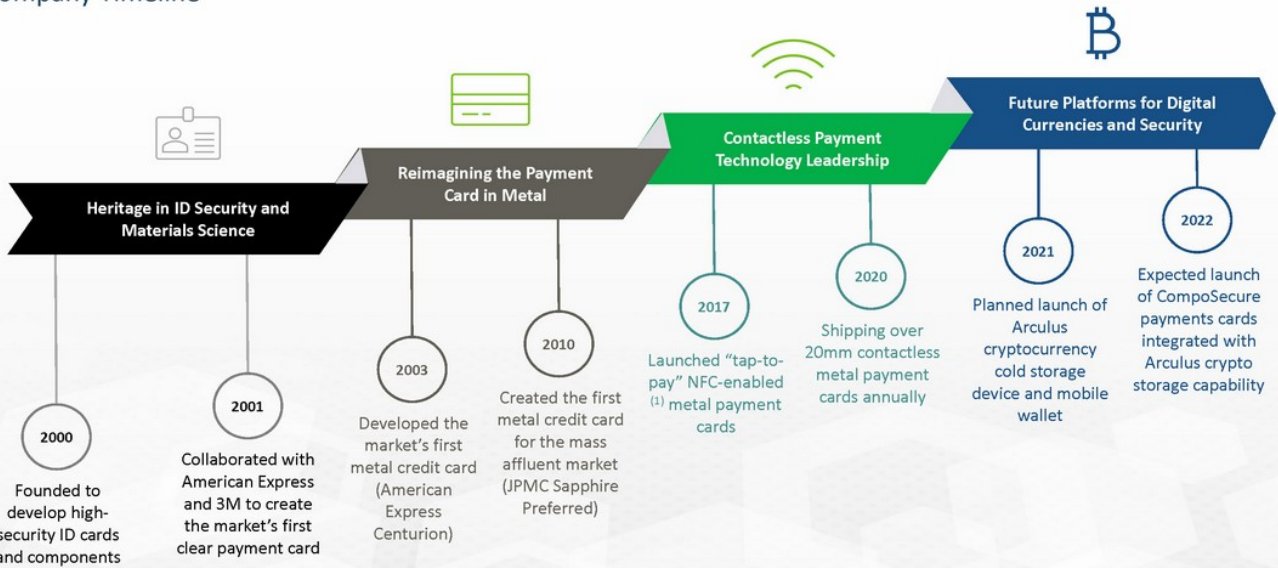 Company Timeline
Heritage in ID Security and
Materials Science
Reimagining the Payment
Card in Metal
Contactless Payment
Technology Leadership
Future Platforms for Digital
Currencies and Security
2000
Founded to
develop high-
security ID cards
and components
2001
Collaborated with
American Express
and 3M to create
the market's first
clear payment card
2003
Developed the
market's first
metal credit card
(American
Express
Centurion)
2010
Created the first
metal credit card
for the mass
affluent market
(JPMC Sapphire
Preferred)
2017
Launched “tap-to-
pay” NFC-enabled
(1) metal payment
cards
2020
Shipping over
20mm contactless
metal payment
cards annually
2021
Planned launch of
Arculus
cryptocurrency
cold storage
device and mobile
wallet
2022
Expected launch
of CompoSecure
payments cards
integrated with
Arculus crypto
storage capability